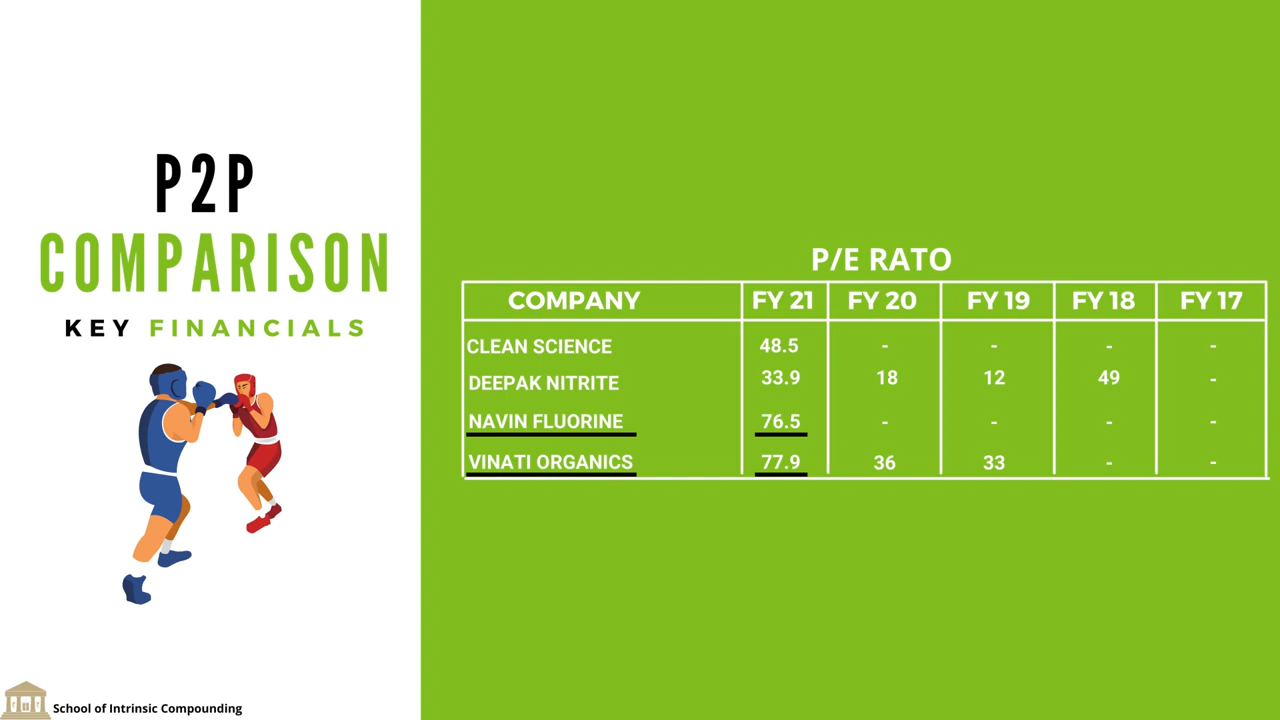 P2P
COMPARISON
KEY FINANCIALS
P/E RATO
COMPANY FY 21 FY 20 FY 19 FY 18 FY 17
CLEAN SCIENCE 48.5 - - - -
DEEPAK NITRITE 33.9 18 12 49 -
NAVIN FLUORINE 76.5 - - - -
VINATI ORGANICS 77.9 36 33 - -
School of Intrinsic Compounding